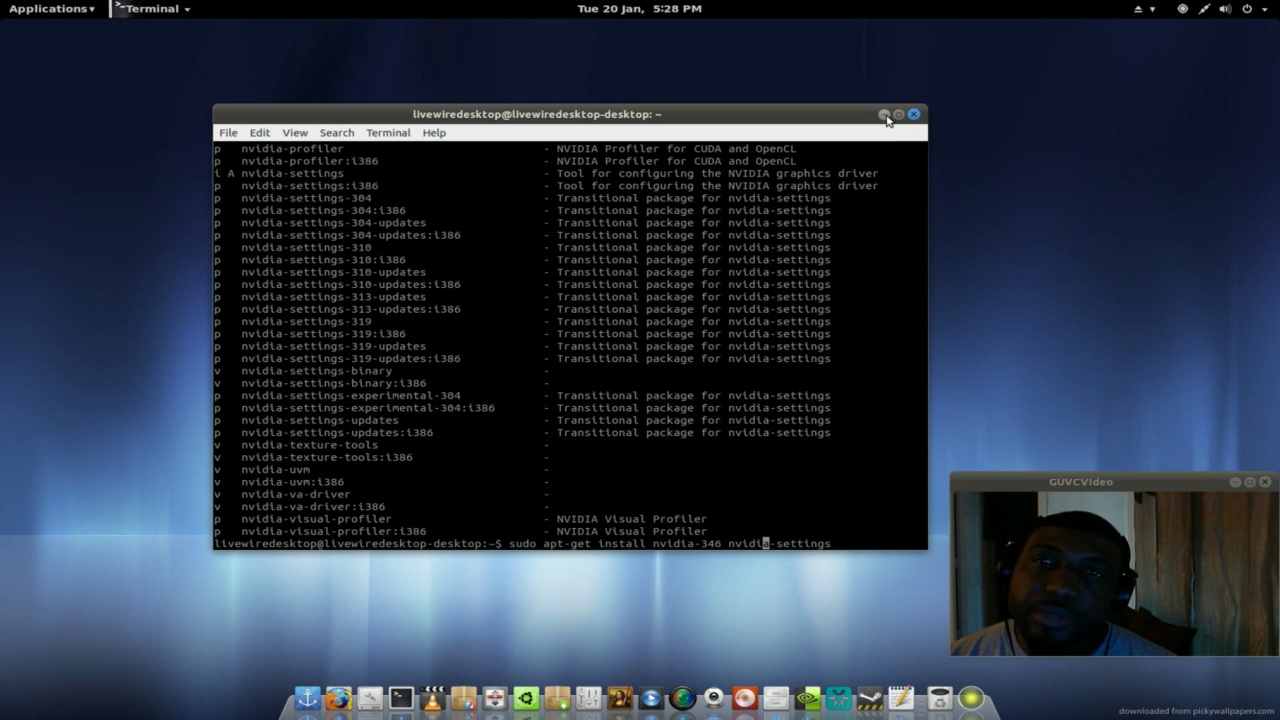 Applications▾ Terminal ▾ Tue 20 Jan, 5:28 PM
livewiredesktop@livewiredesktop-desktop: ~
File Edit View Search Terminal Help
p nvidia-profiler - NVIDIA Profiler for CUDA and OpenCL
p nvidia-profiler:i386 - NVIDIA Profiler for CUDA and OpenCL
i A nvidia-settings - Tool for configuring the NVIDIA graphics driver
p nvidia-settings:i386 - Tool for configuring the NVIDIA graphics driver
p nvidia-settings-304 - Transitional package for nvidia-settings
p nvidia-settings-304:i386 - Transitional package for nvidia-settings
p nvidia-settings-304-updates - Transitional package for nvidia-settings
p nvidia-settings-304-updates:i386 - Transitional package for nvidia-settings
p nvidia-settings-310 - Transitional package for nvidia-settings
p nvidia-settings-310:i386 - Transitional package for nvidia-settings
p nvidia-settings-310-updates - Transitional package for nvidia-settings
p nvidia-settings-310-updates:i386 - Transitional package for nvidia-settings
p nvidia-settings-313-updates - Transitional package for nvidia-settings
p nvidia-settings-313-updates:i386 - Transitional package for nvidia-settings
p nvidia-settings-319 - Transitional package for nvidia-settings
p nvidia-settings-319:i386 - Transitional package for nvidia-settings
p nvidia-settings-319-updates - Transitional package for nvidia-settings
p nvidia-settings-319-updates:i386 - Transitional package for nvidia-settings
v nvidia-settings-binary -
v nvidia-settings-binary:i386 -
p nvidia-settings-experimental-304 - Transitional package for nvidia-settings
p nvidia-settings-experimental-304:i386 - Transitional package for nvidia-settings
p nvidia-settings-updates - Transitional package for nvidia-settings
p nvidia-settings-updates:i386 - Transitional package for nvidia-settings
v nvidia-texture-tools -
v nvidia-texture-tools:i386 -
v nvidia-uvm -
v nvidia-uvm:i386 -
v nvidia-va-driver -
v nvidia-va-driver:i386 -
p nvidia-visual-profiler - NVIDIA Visual Profiler
p nvidia-visual-profiler:i386 - NVIDIA Visual Profiler
livewiredesktop@livewiredesktop-desktop:~$ sudo apt-get install nvidia-346 nvidia-settings
GUVCVideo
downloaded from pickywallpapers.com